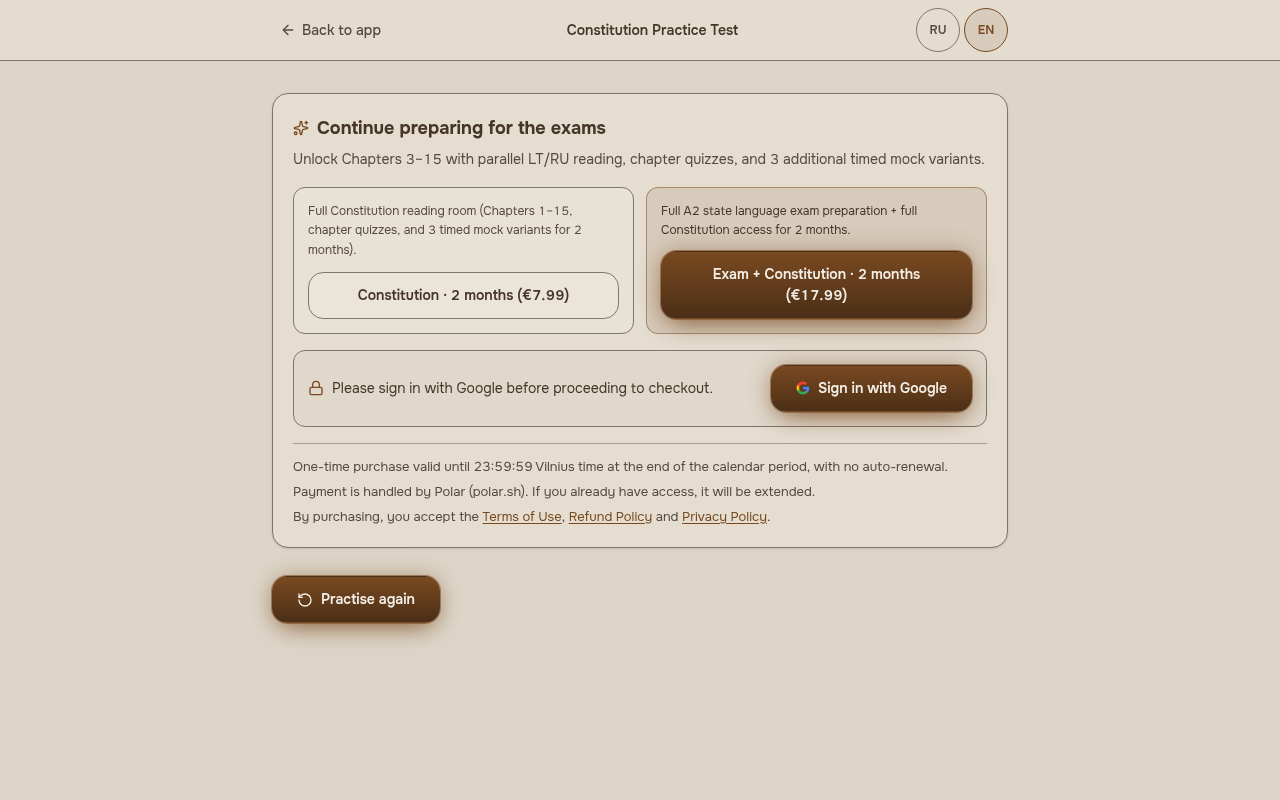 Back to app
Constitution Practice Test
RU
EN
Continue preparing for the exams
Unlock Chapters 3–15 with parallel LT/RU reading, chapter quizzes, and 3 additional timed mock variants.
Full Constitution reading room (Chapters 1–15,
chapter quizzes, and 3 timed mock variants for 2
months).
Constitution · 2 months (€7.99)
Full A2 state language exam preparation + full
Constitution access for 2 months.
Exam + Constitution · 2 months
(€17.99)
Please sign in with Google before proceeding to checkout.
Sign in with Google
One-time purchase valid until 23:59:59 Vilnius time at the end of the calendar period, with no auto-renewal.
Payment is handled by Polar (polar.sh). If you already have access, it will be extended.
By purchasing, you accept the Terms of Use, Refund Policy and Privacy Policy.
Practise again